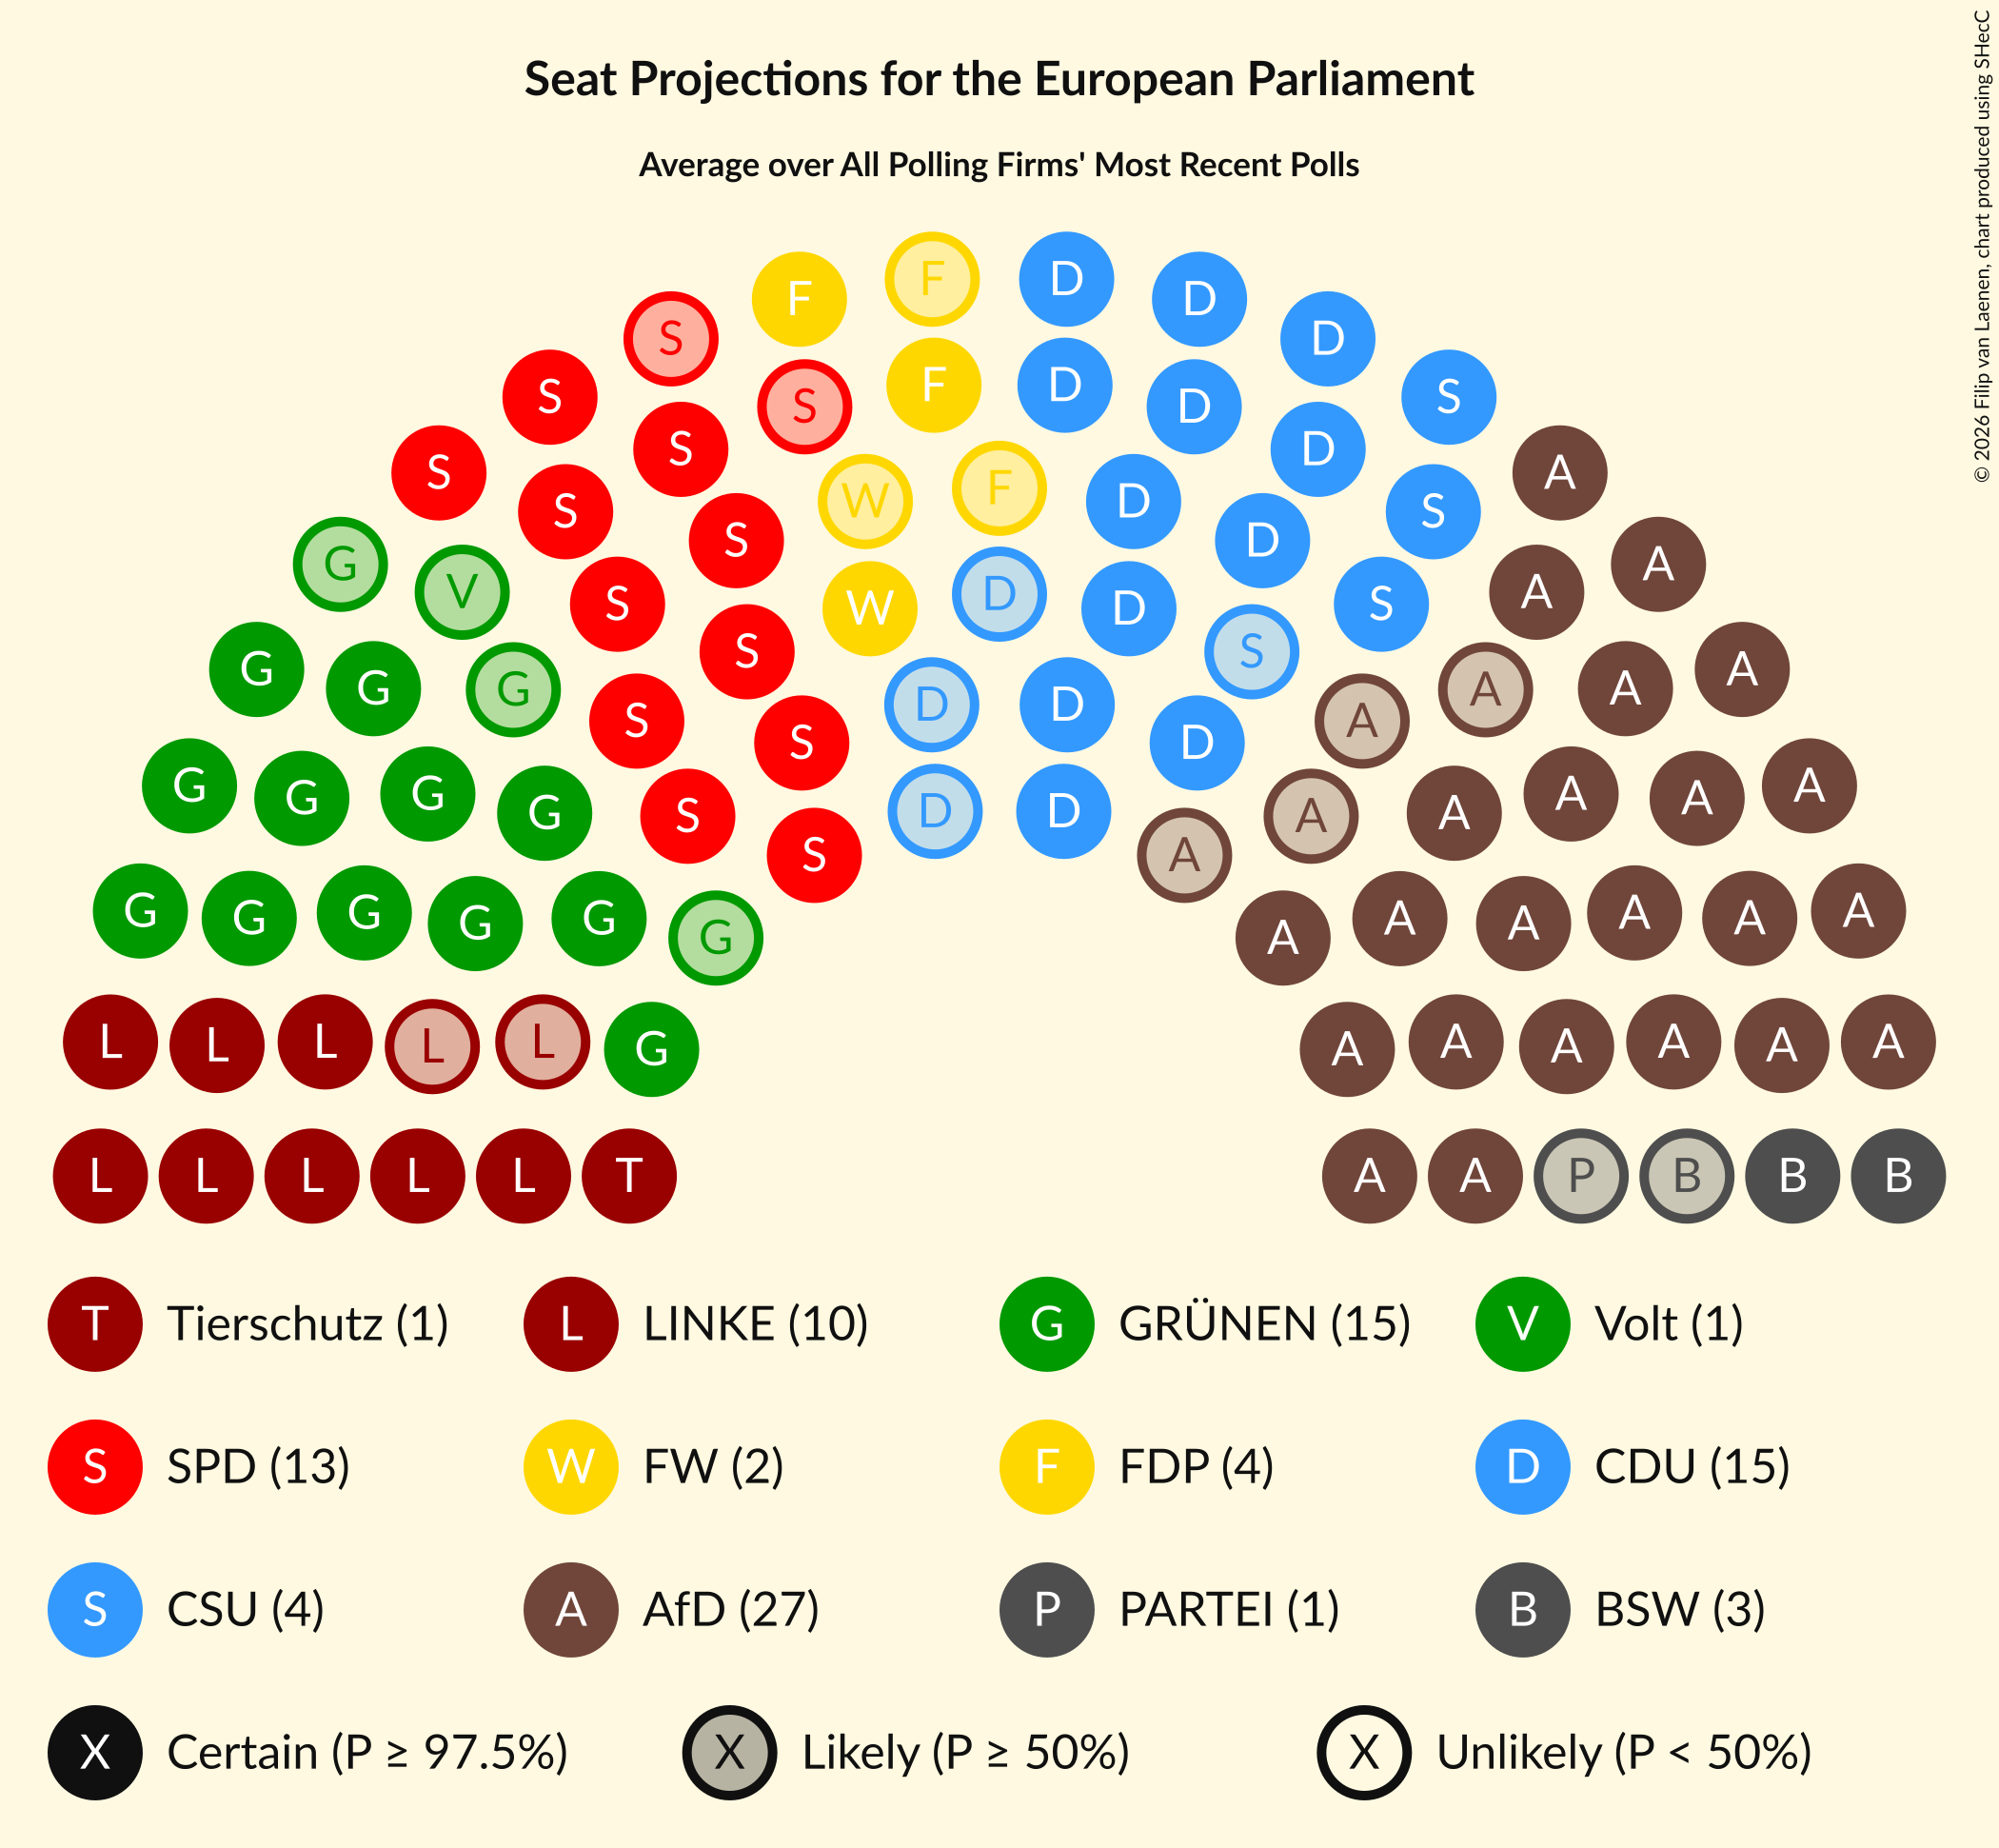 Seat Projections for the European Parliament
Average over All Polling Firms' Most Recent Polls
© 2026 Filip van Laenen, chart produced using SHecC
F D
F D D
S D
S F D S
S D
S D
S A
W F D
S S S
S D
G A
V S D A
S W D D S
G S A
G G A A
S D D A
S D
G A
G G A A
G D D A
S A
S A
G A
G G G G G A A A A A
G A
L L L L L G A A A A A A
L L L L L T A A P B B B
T Tierschutz (1) L LINKE (10) G GRÜNEN (15) V Volt (1)
S SPD (13) W FW (2) F FDP (4) D CDU (15)
S CSU (4) A AfD (27) P PARTEI (1) B BSW (3)
X Certain (P ≥ 97.5%) X Likely (P ≥ 50%) X Unlikely (P < 50%)